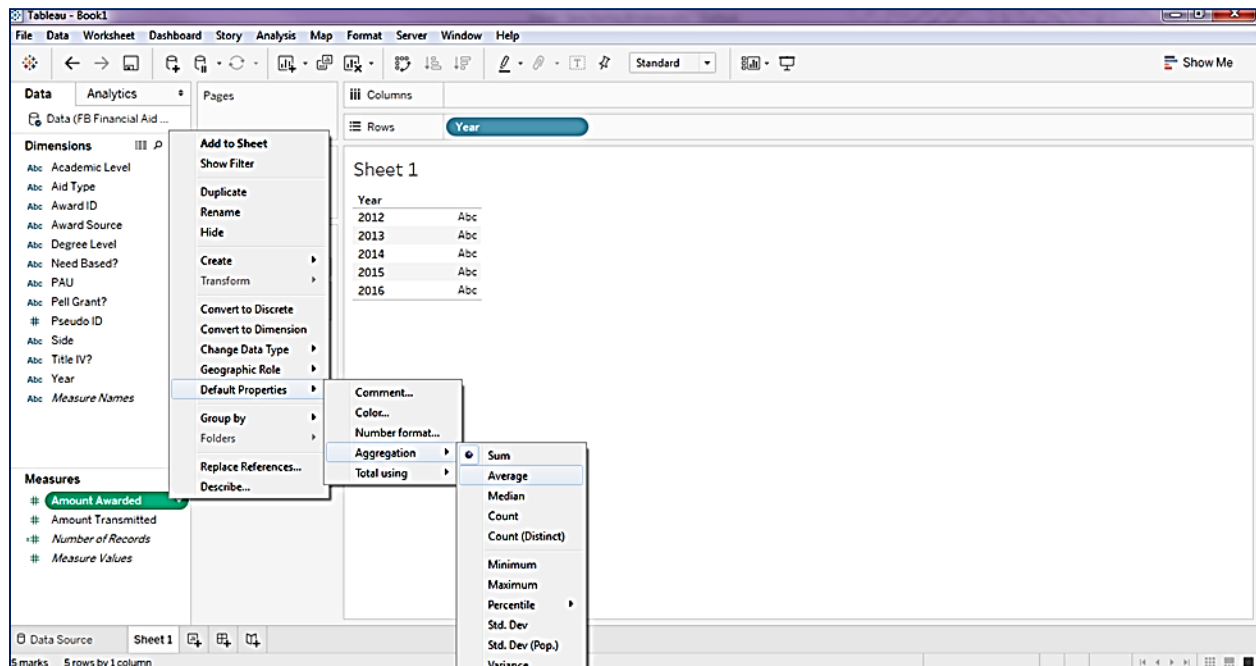 Tableau - Book1
File Data Worksheet Dashboard Story Analysis Map Format Server Window Help
Standard
Show Me
Data Analytics
Data (FB Financial Aid ...
Dimensions
Abc Academic Level
Abc Aid Type
Abc Award ID
Abc Award Source
Abc Degree Level
Abc Need Based?
Abc PAU
Abc Pell Grant?
# Pseudo ID
Abc Side
Abc Title IV?
Abc Year
Abc Measure Names
Measures
# Amount Awarded
# Amount Transmitted
=# Number of Records
# Measure Values
Pages
Add to Sheet
Show Filter
Duplicate
Rename
Hide
Create
Transform
Convert to Discrete
Convert to Dimension
Change Data Type
Geographic Role
Default Properties
Group by
Folders
Replace References...
Describe...
Comment...
Color...
Number format...
Aggregation
Total using
Sum
Average
Median
Count
Count (Distinct)
Minimum
Maximum
Percentile
Std. Dev
Std. Dev (Pop.)
Variance
Columns
Rows Year
Sheet 1
Year
2012 Abc
2013 Abc
2014 Abc
2015 Abc
2016 Abc
Data Source Sheet 1
5 marks 5 rows by 1 column